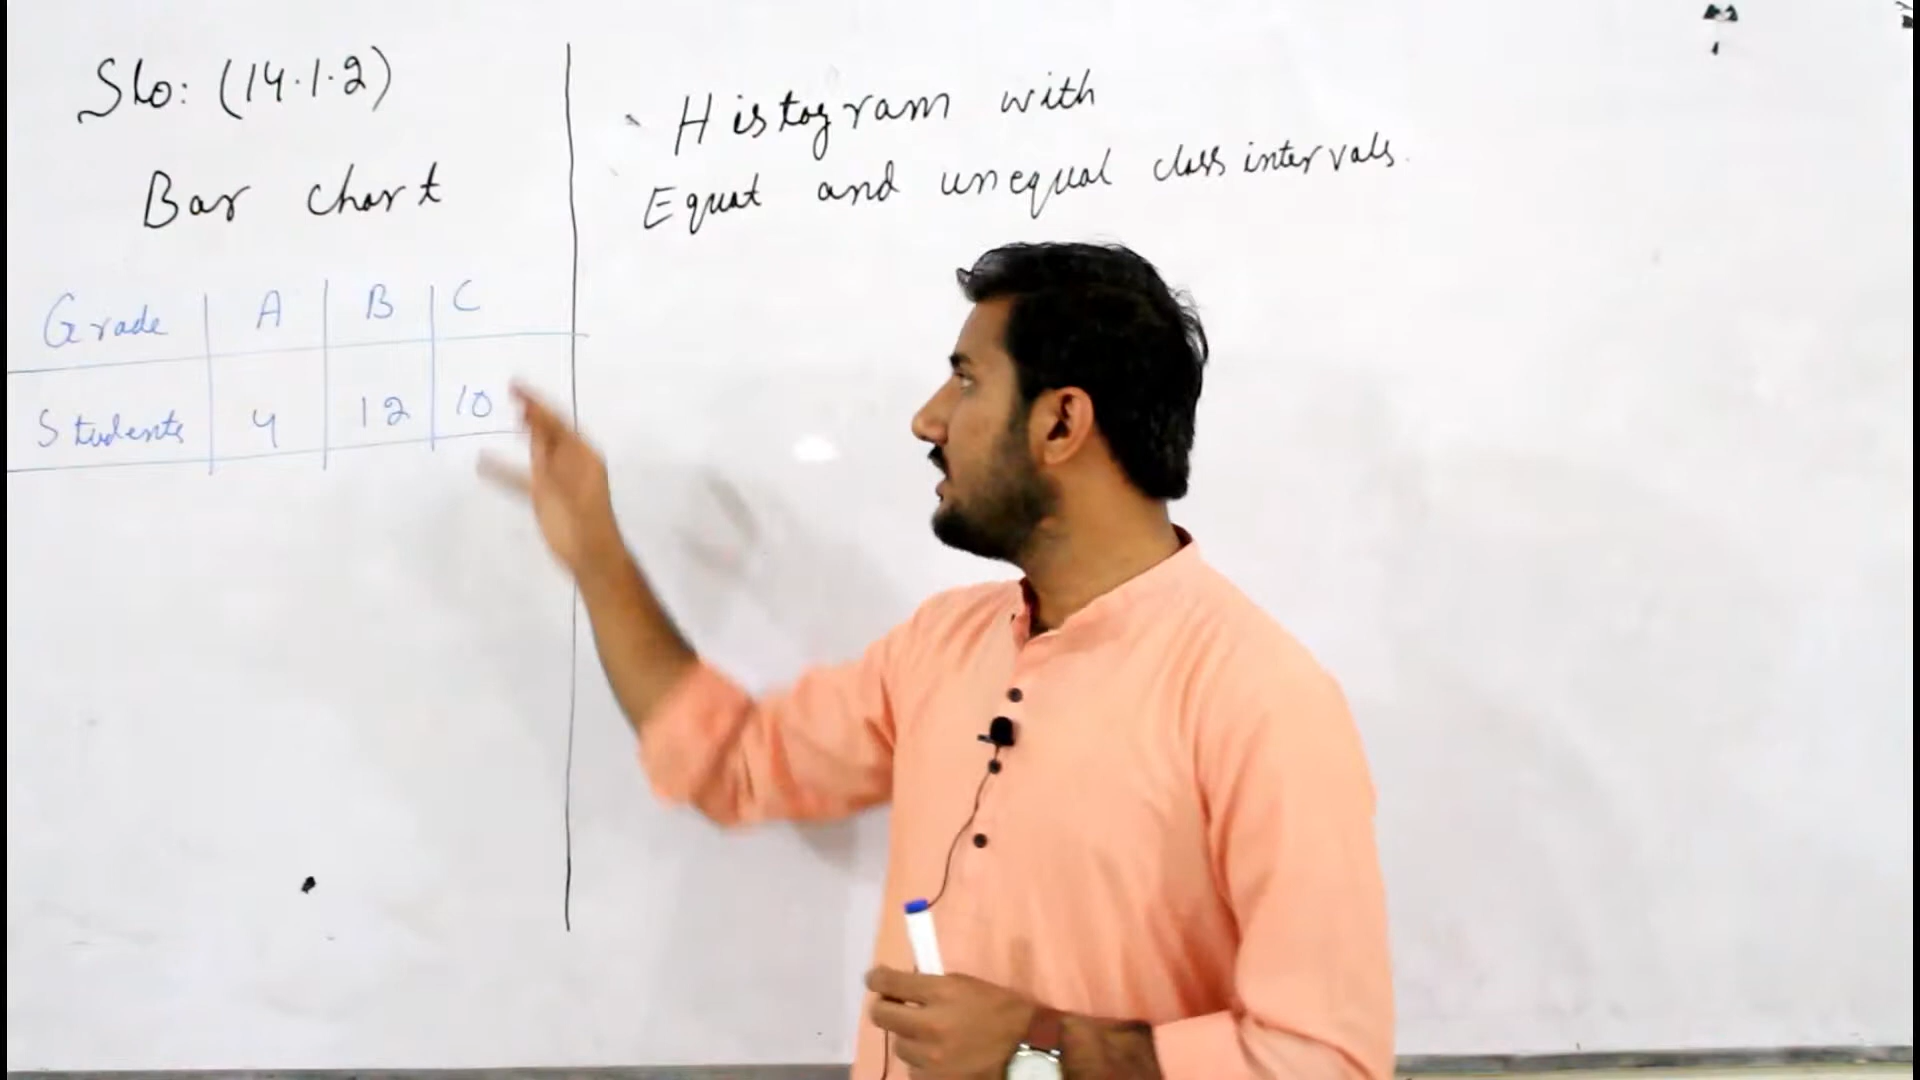 Slo: (14.1.2)
Bar chart
Grade A B C
Students 4 12 10
Histogram with
Equal and unequal class intervals.